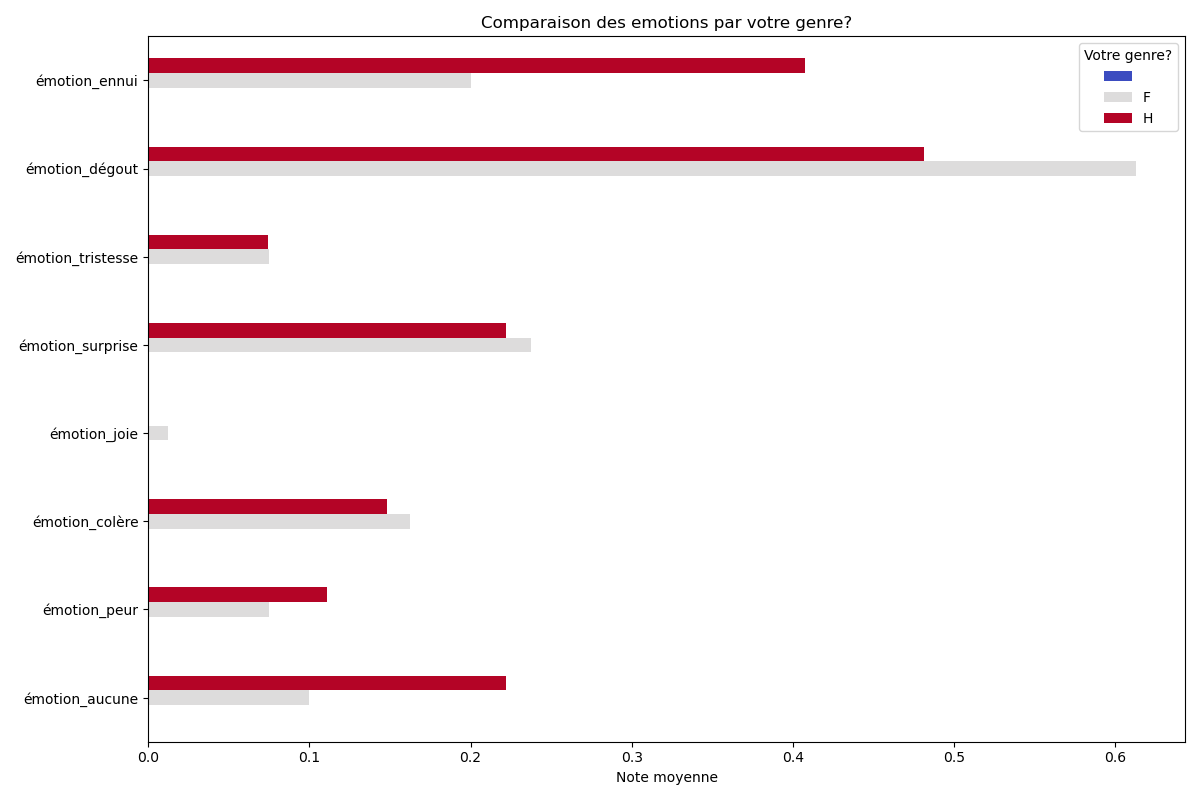 Comparaison des emotions par votre genre?
Votre genre?
F
H
émotion_ennui
émotion_dégout
émotion_tristesse
émotion_surprise
émotion_joie
émotion_colère
émotion_peur
émotion_aucune
0.0 0.1 0.2 0.3 0.4 0.5 0.6
Note moyenne